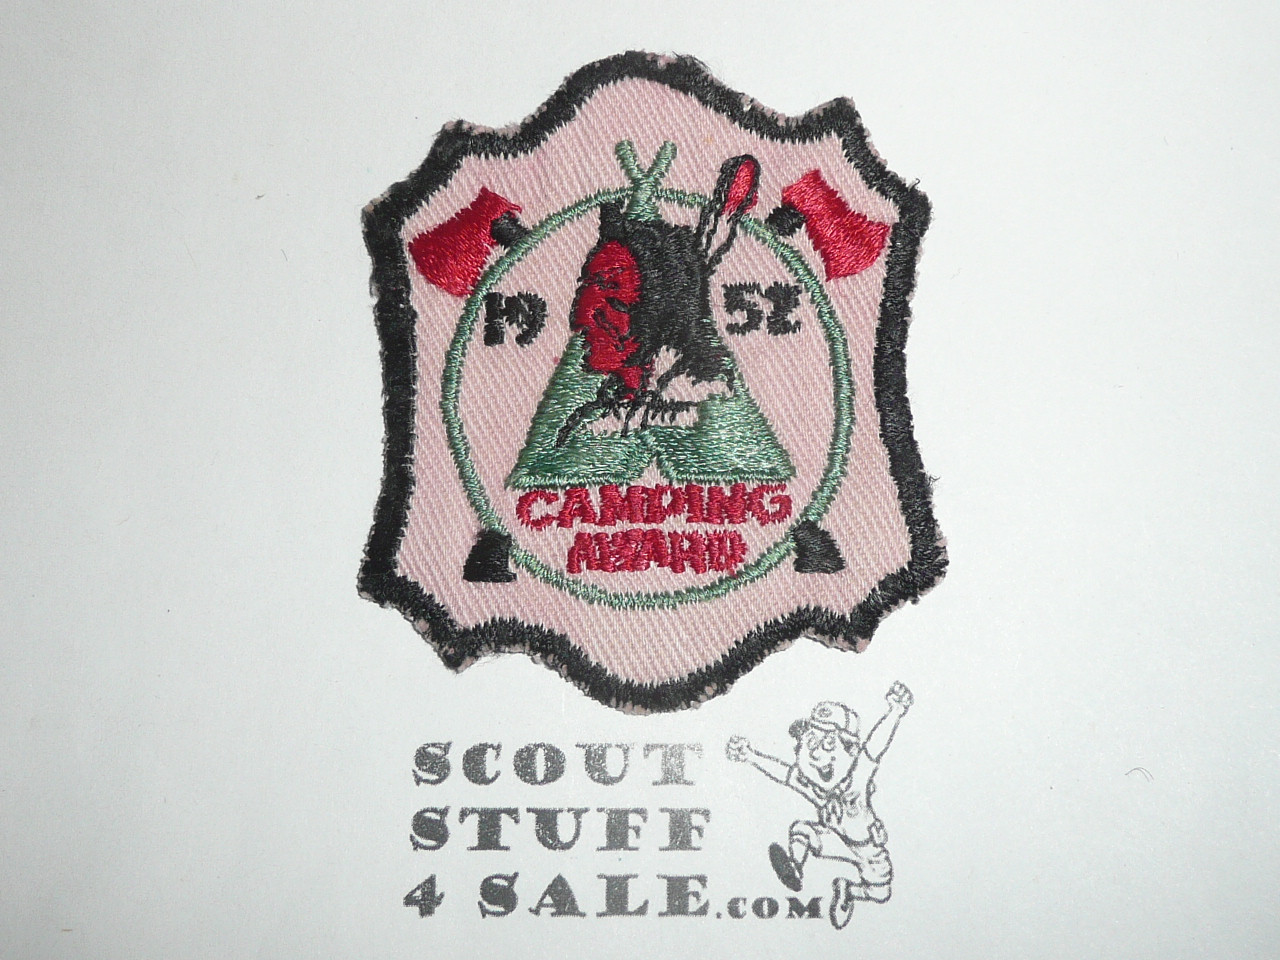 19 52
CAMPING
AWARD
SCOUT
STUFF
4 SALE.COM